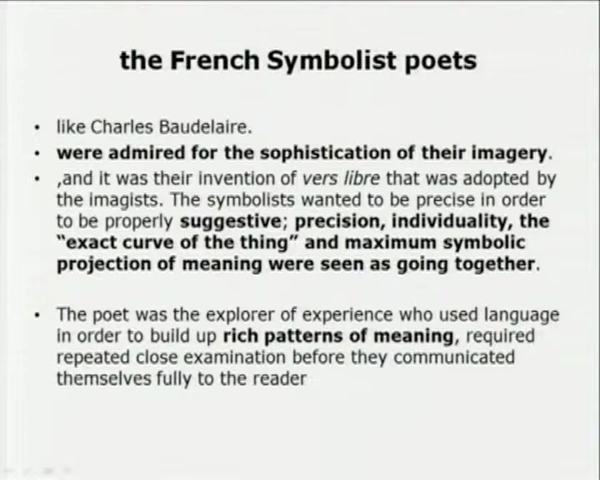 the French Symbolist poets
• like Charles Baudelaire.
• were admired for the sophistication of their imagery.
• ,and it was their invention of vers libre that was adopted by
the imagists. The symbolists wanted to be precise in order
to be properly suggestive; precision, individuality, the
“exact curve of the thing” and maximum symbolic
projection of meaning were seen as going together.
• The poet was the explorer of experience who used language
in order to build up rich patterns of meaning, required
repeated close examination before they communicated
themselves fully to the reader